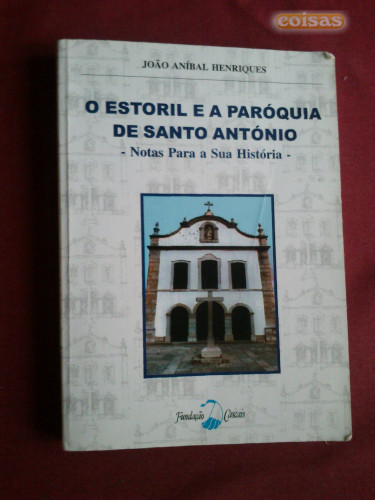 coisas
JOÃO ANÍBAL HENRIQUES
O ESTORIL E A PARÓQUIA
DE SANTO ANTÓNIO
- Notas Para a Sua História -
Fundação Cascais